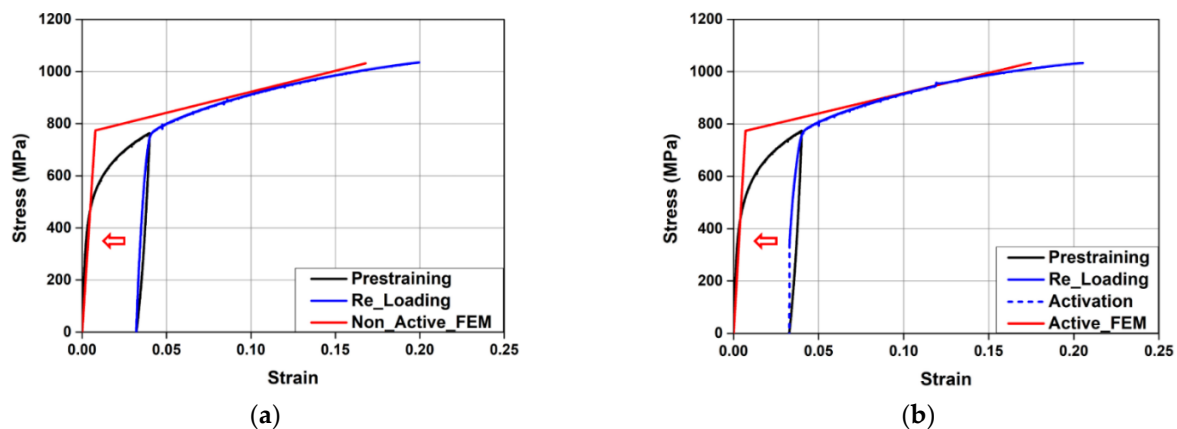 1200
1000
800
600
400
200
0
Stress (MPa)
0.00 0.05 0.10 0.15 0.20 0.25
Strain
Prestraining
Re_Loading
Non_Active_FEM
(a)
1200
1000
800
600
400
200
0
Stress (MPa)
0.00 0.05 0.10 0.15 0.20 0.25
Strain
Prestraining
Re_Loading
Activation
Active_FEM
(b)